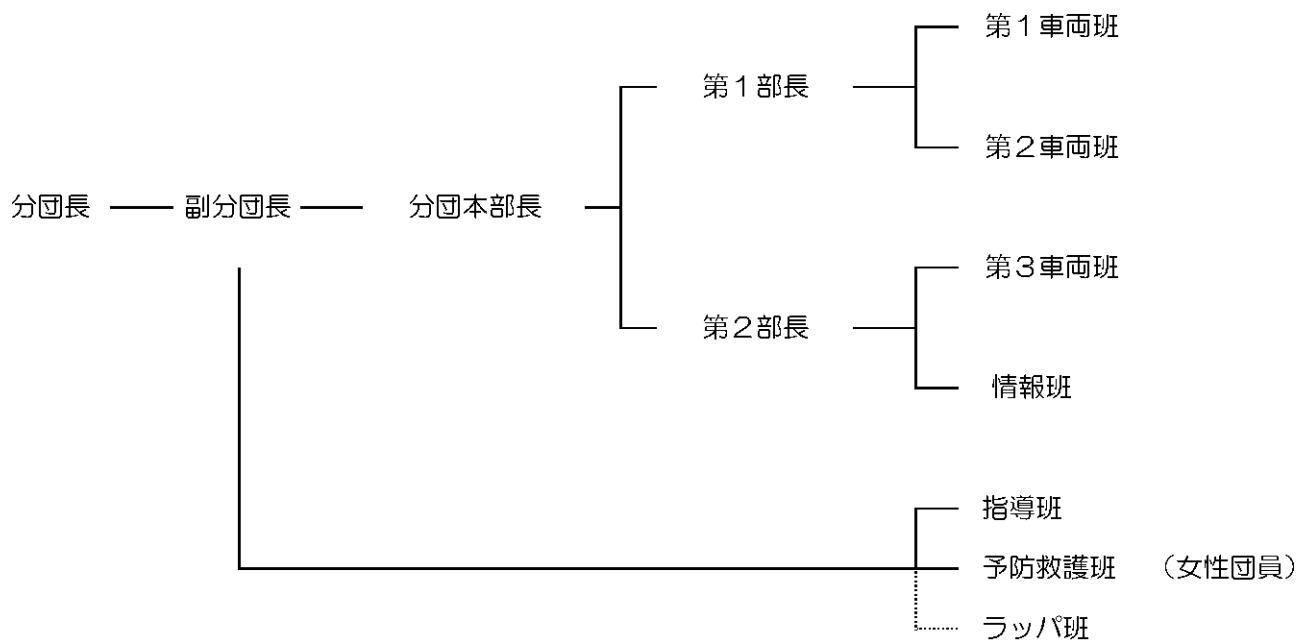 第１車両班
第１部長
第２車両班
分団長 副分団長 分団本部長
第３車両班
第２部長
情報班
指導班
予防救護班 （女性団員）
ラッパ班